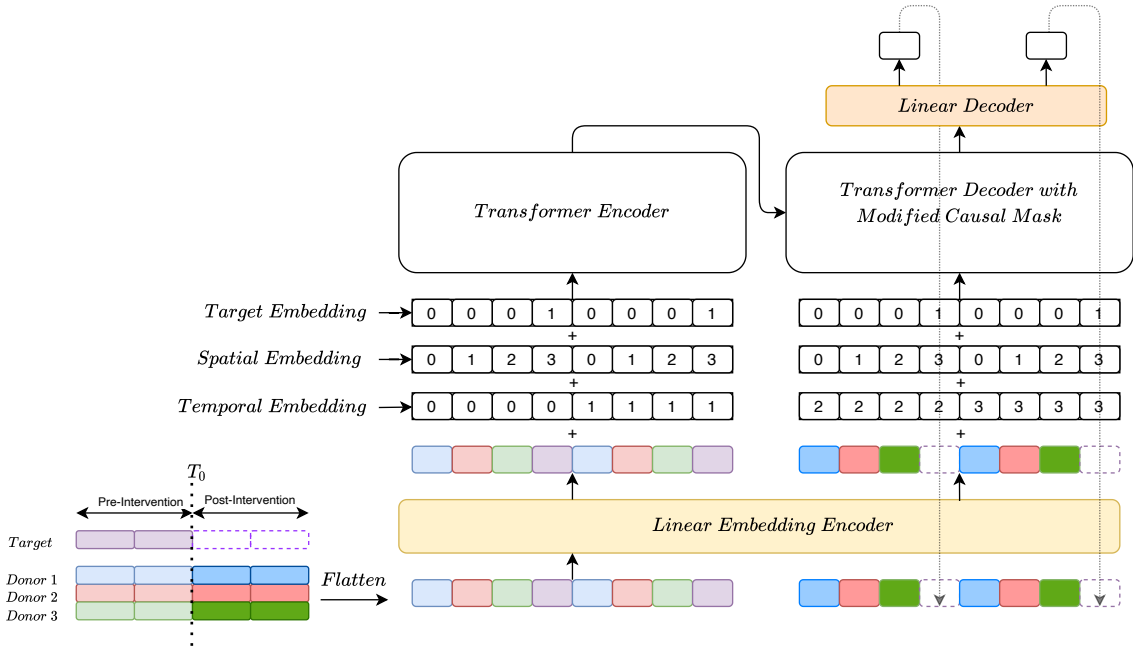 Linear Decoder
Transformer Encoder
Transformer Decoder with
Modified Causal Mask
Target Embedding
0 0 0 1 0 0 0 1
0 0 0 1 0 0 0 1
+
+
Spatial Embedding
0 1 2 3 0 1 2 3
0 1 2 3 0 1 2 3
+
+
Temporal Embedding
0 0 0 0 1 1 1 1
2 2 2 2 3 3 3 3
+
+
T0
Pre-Intervention
Post-Intervention
Linear Embedding Encoder
Target
Donor 1
Donor 2
Donor 3
Flatten